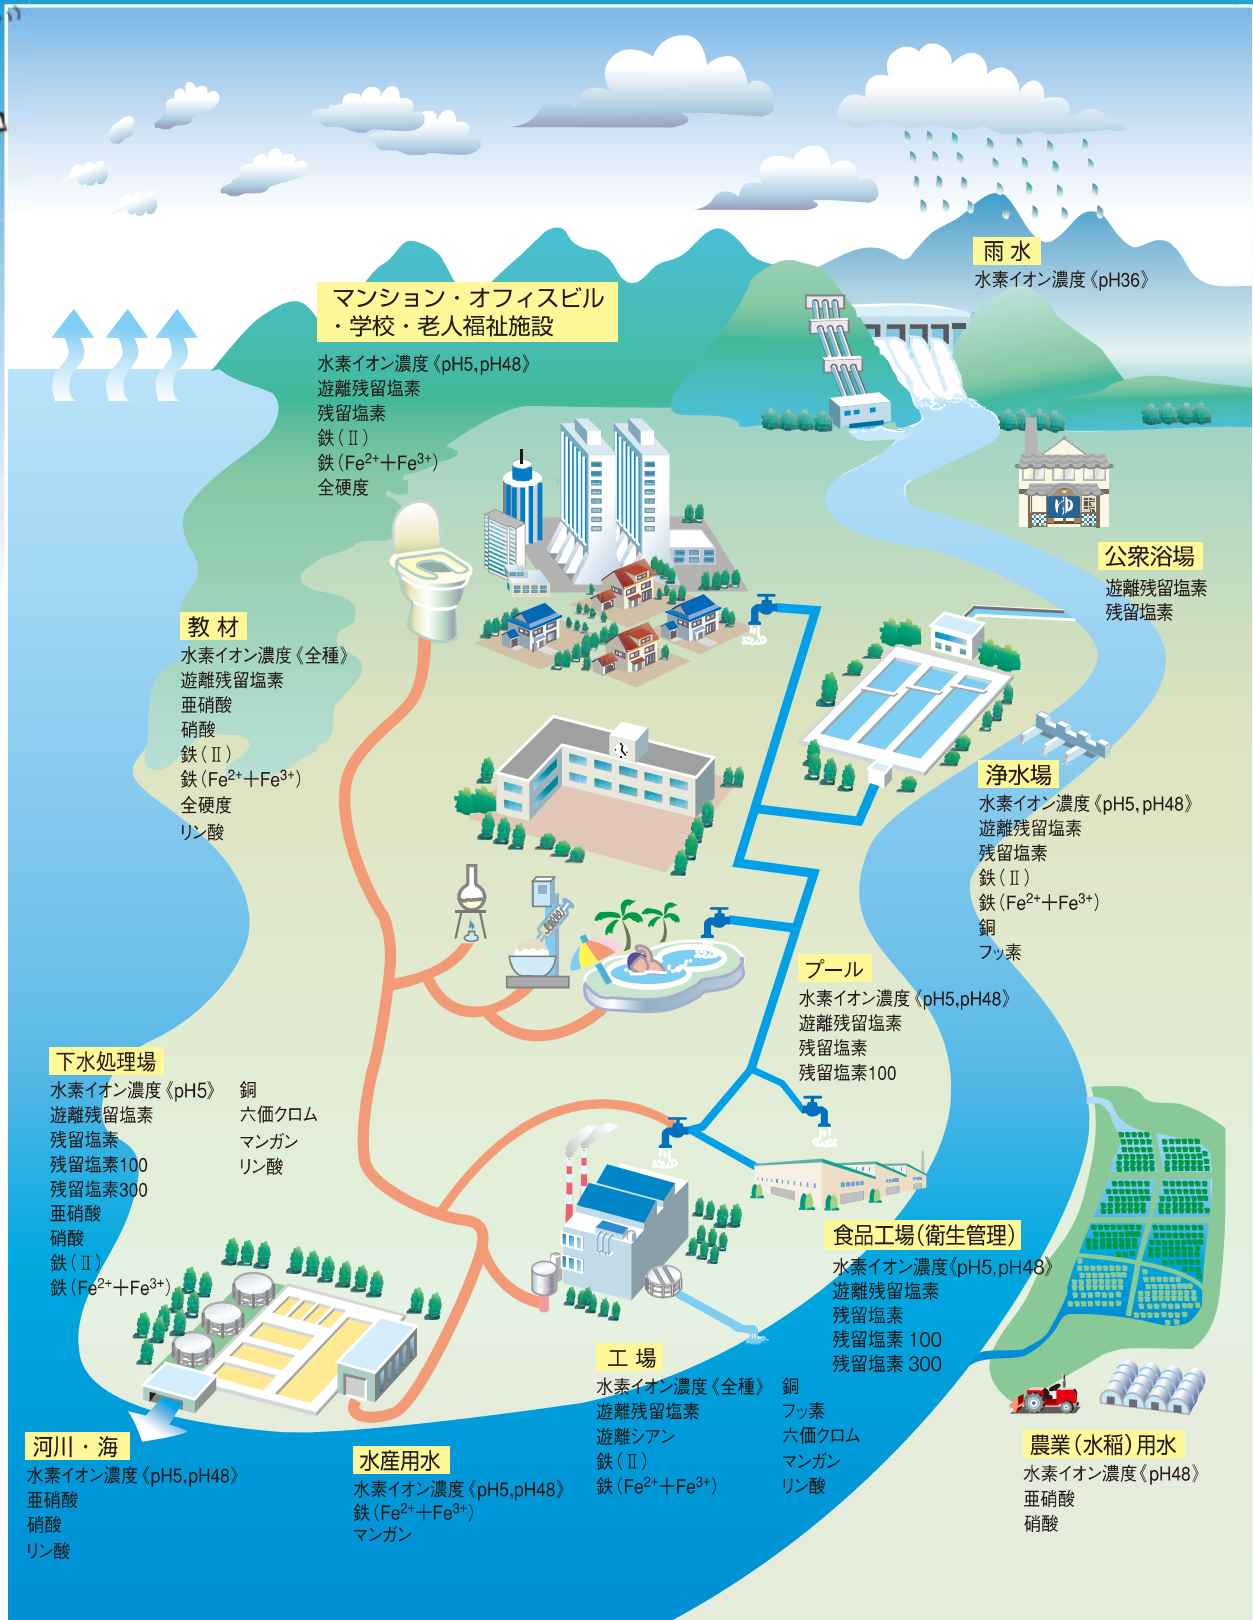 雨 水
水素イオン濃度《pH36》
マンション・オフィスビル
・学校・老人福祉施設
水素イオン濃度《pH5,pH48》
遊離残留塩素
残留塩素
鉄(Ⅱ)
鉄(Fe²⁺+Fe³⁺)
全硬度
ゆ
公衆浴場
遊離残留塩素
残留塩素
教 材
水素イオン濃度《全種》
遊離残留塩素
亜硝酸
硝酸
鉄(Ⅱ)
鉄(Fe²⁺+Fe³⁺)
全硬度
リン酸
浄水場
水素イオン濃度《pH5,pH48》
遊離残留塩素
残留塩素
鉄(Ⅱ)
鉄(Fe²⁺+Fe³⁺)
銅
フッ素
プール
水素イオン濃度《pH5,pH48》
遊離残留塩素
残留塩素
残留塩素100
下水処理場
水素イオン濃度《pH5》
遊離残留塩素
残留塩素
残留塩素100
残留塩素300
亜硝酸
硝酸
鉄(Ⅱ)
鉄(Fe²⁺+Fe³⁺)
銅
六価クロム
マンガン
リン酸
食品工場(衛生管理)
水素イオン濃度《pH5,pH48》
遊離残留塩素
残留塩素
残留塩素 100
残留塩素 300
工 場
水素イオン濃度《全種》
遊離残留塩素
遊離シアン
鉄(Ⅱ)
鉄(Fe²⁺+Fe³⁺)
銅
フッ素
六価クロム
マンガン
リン酸
河川・海
水素イオン濃度《pH5,pH48》
亜硝酸
硝酸
リン酸
水産用水
水素イオン濃度《pH5,pH48》
鉄(Fe²⁺+Fe³⁺)
マンガン
農業(水稲)用水
水素イオン濃度《pH48》
亜硝酸
硝酸